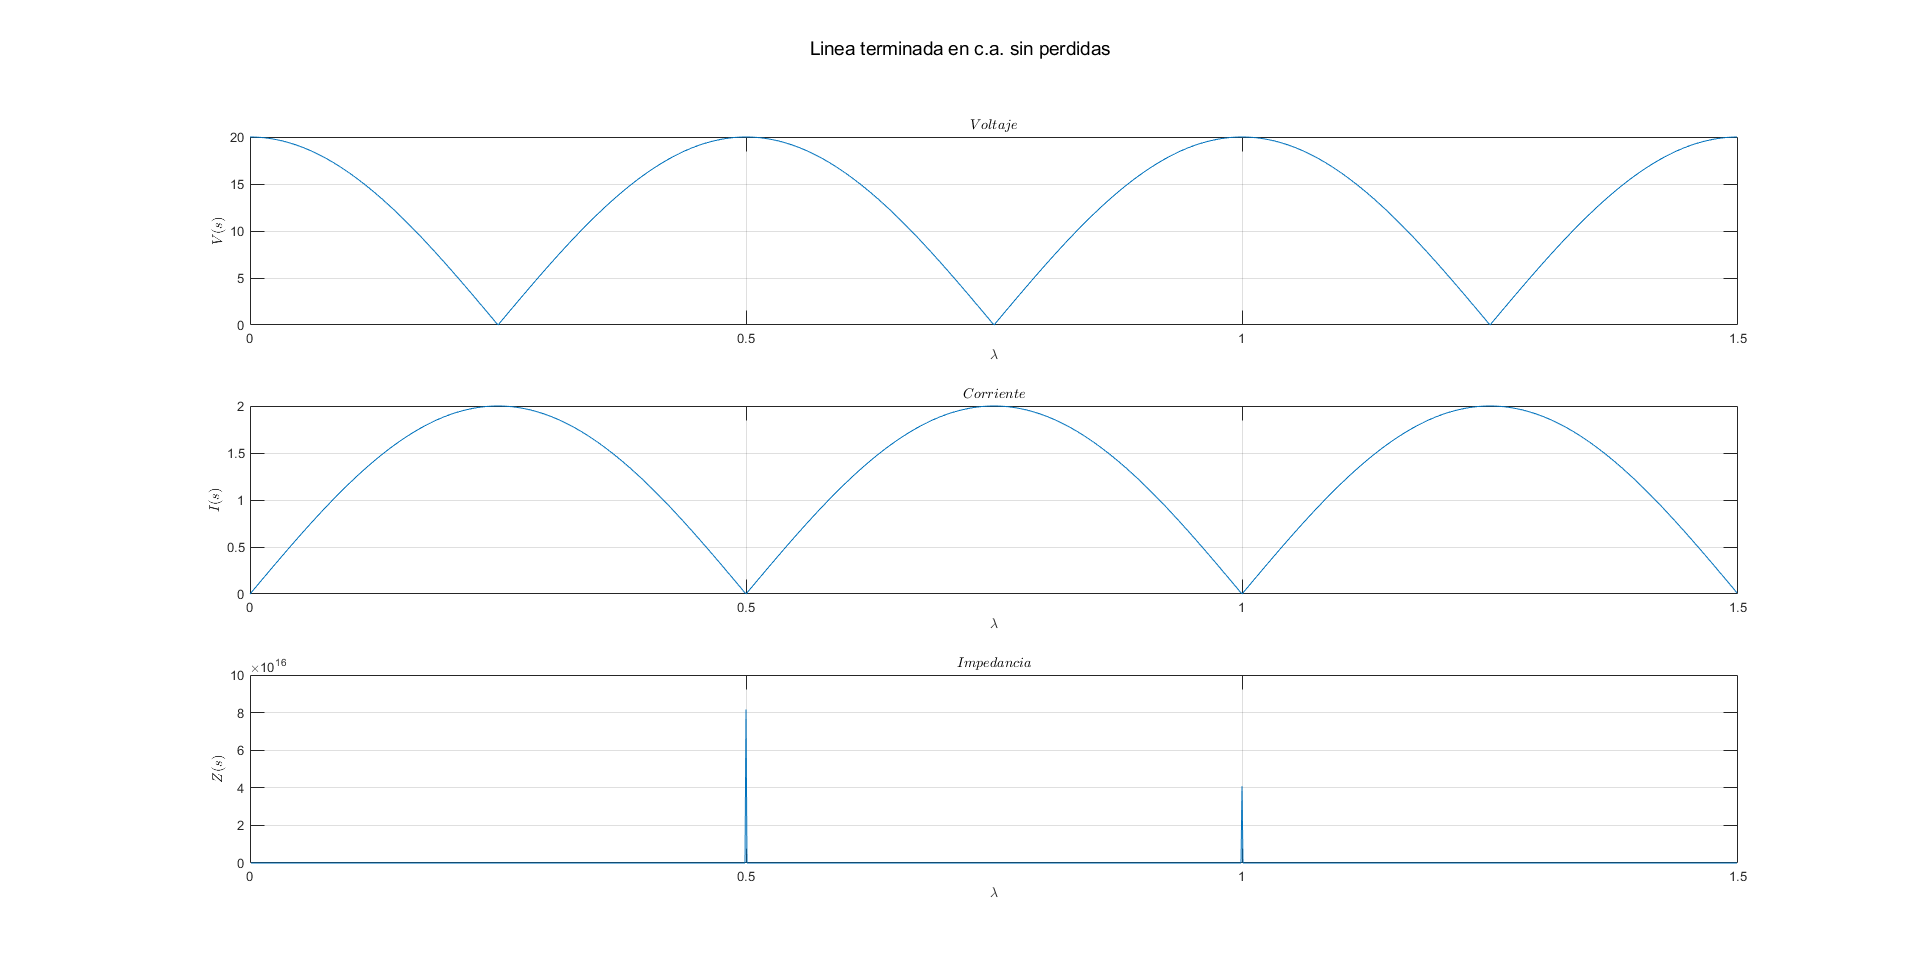 Linea terminada en c.a. sin perdidas
Voltaje
20
15
10
5
0
V(s)
0 0.5 1 1.5
λ
Corriente
2
1.5
1
0.5
0
I(s)
0 0.5 1 1.5
λ
×10^16
Impedancia
10
8
6
4
2
0
Z(s)
0 0.5 1 1.5
λ